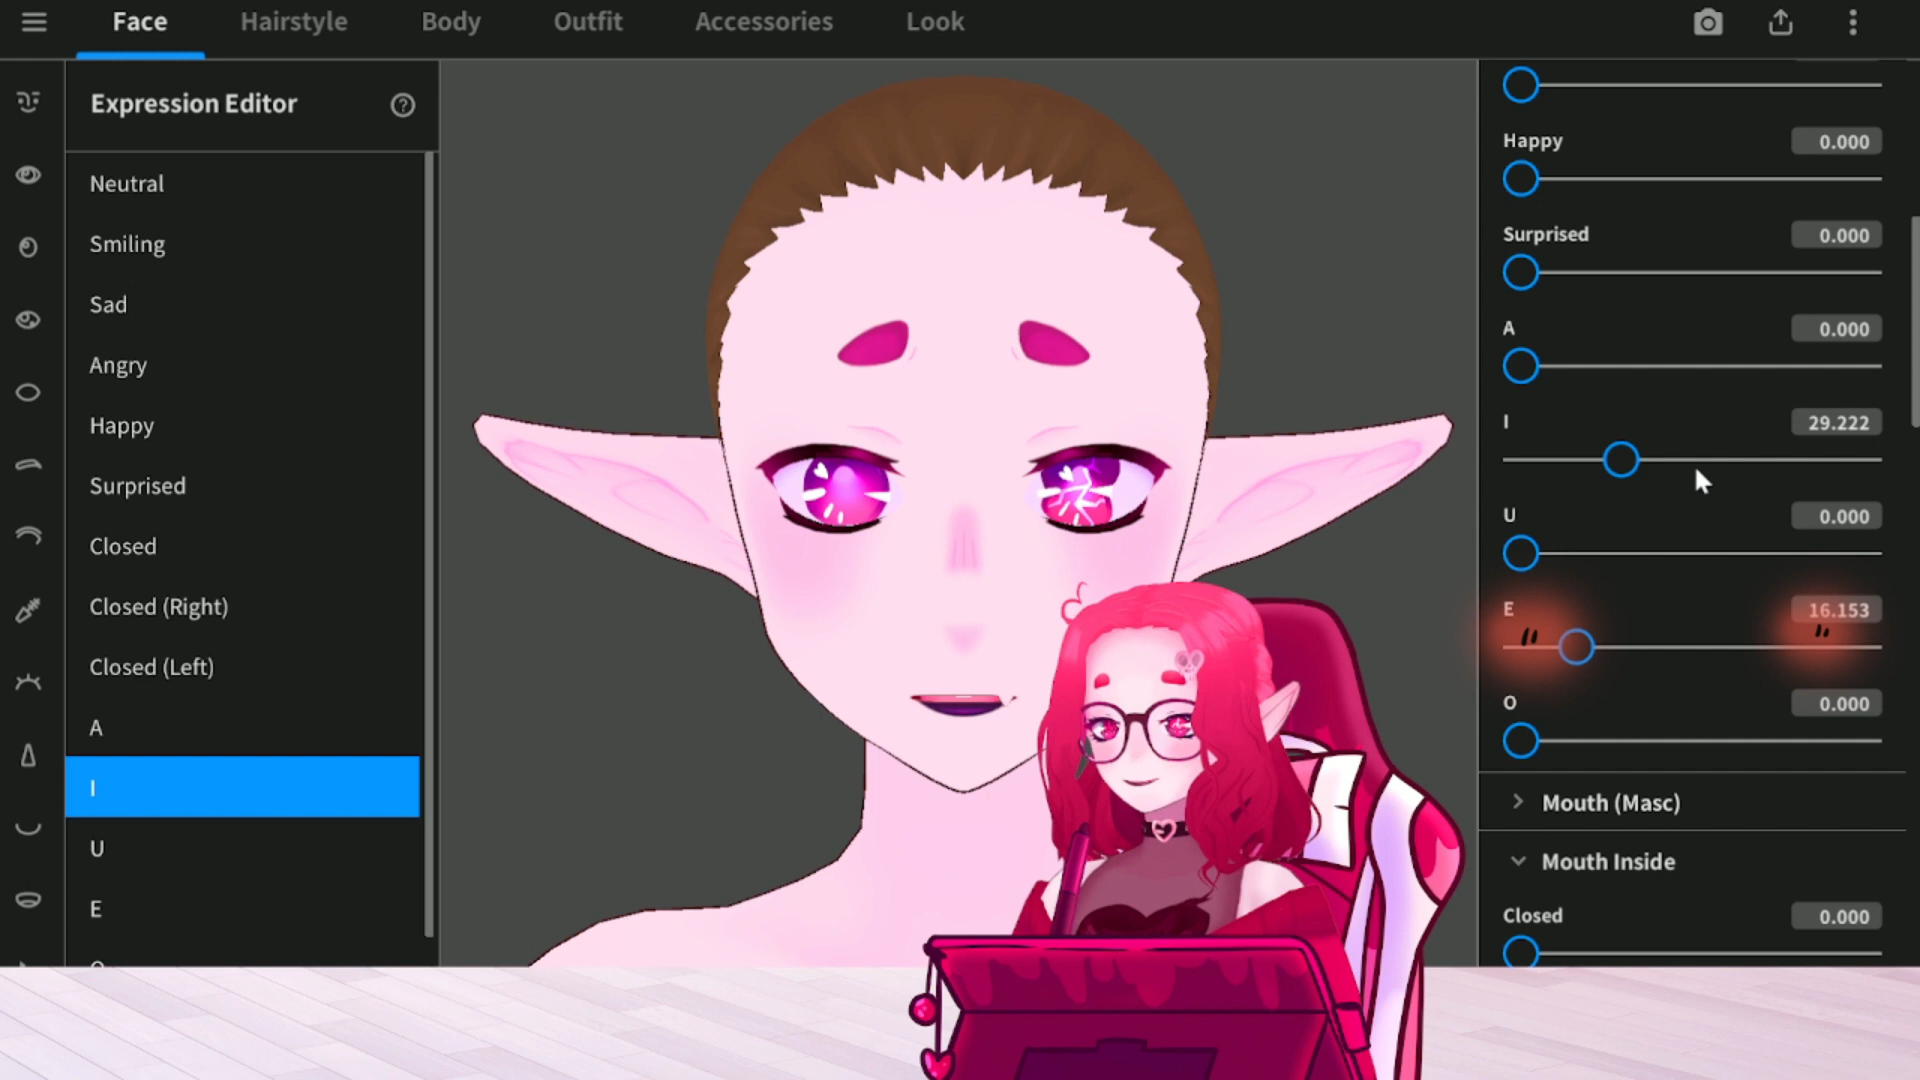 Face Hairstyle Body Outfit Accessories Look
Expression Editor
Neutral
Smiling
Sad
Angry
Happy
Surprised
Closed
Closed (Right)
Closed (Left)
A
I
U
E
Happy 0.000
Surprised 0.000
A 0.000
I 29.222
U 0.000
E 16.153
O 0.000
Mouth (Masc)
Mouth Inside
Closed 0.000